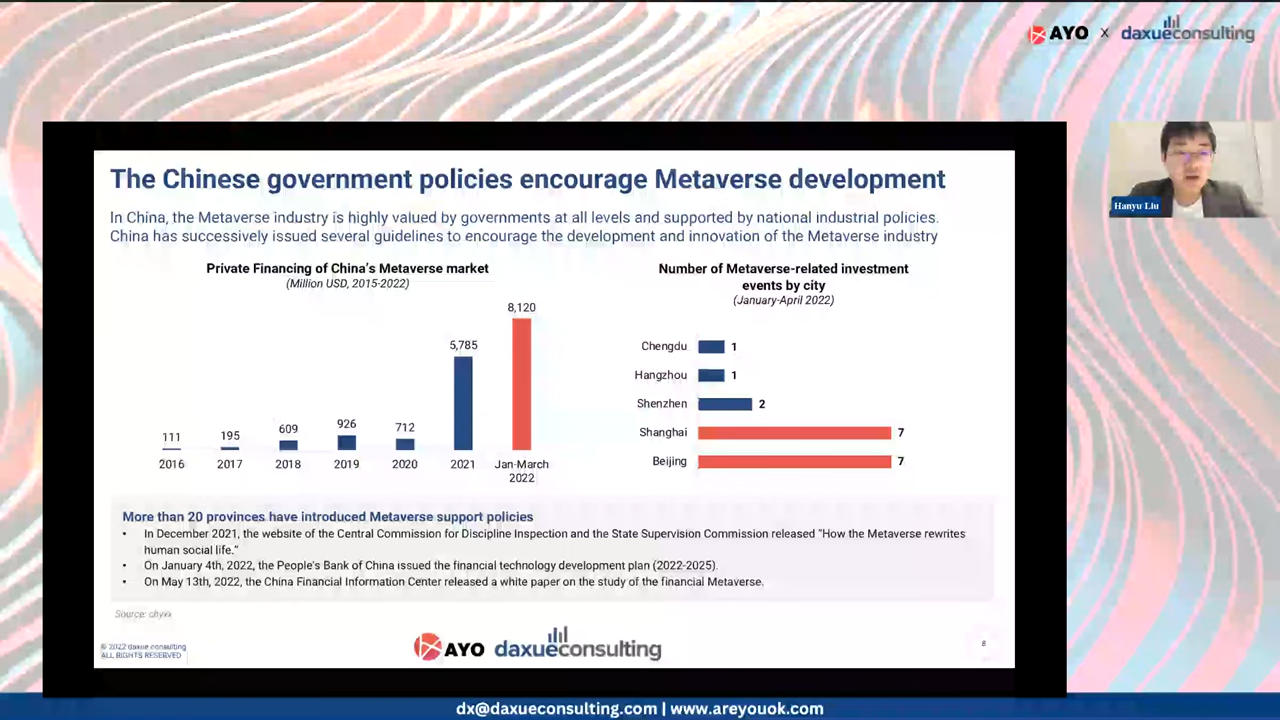 AYO x daxueconsulting
The Chinese government policies encourage Metaverse development
In China, the Metaverse industry is highly valued by governments at all levels and supported by national industrial policies.
China has successively issued several guidelines to encourage the development and innovation of the Metaverse industry
Hanyu Liu
Private Financing of China's Metaverse market
(Million USD, 2015-2022)
111
195
609
926
712
5,785
8,120
2016
2017
2018
2019
2020
2021
Jan-March
2022
Number of Metaverse-related investment
events by city
(January-April 2022)
Chengdu 1
Hangzhou 1
Shenzhen 2
Shanghai 7
Beijing 7
More than 20 provinces have introduced Metaverse support policies
• In December 2021, the website of the Central Commission for Discipline Inspection and the State Supervision Commission released "How the Metaverse rewrites
human social life."
• On January 4th, 2022, the People's Bank of China issued the financial technology development plan (2022-2025).
• On May 13th, 2022, the China Financial Information Center released a white paper on the study of the financial Metaverse.
Source: chyxx
© 2022 daxue consulting
ALL RIGHTS RESERVED
AYO daxueconsulting
8
dx@daxueconsulting.com | www.areyouok.com